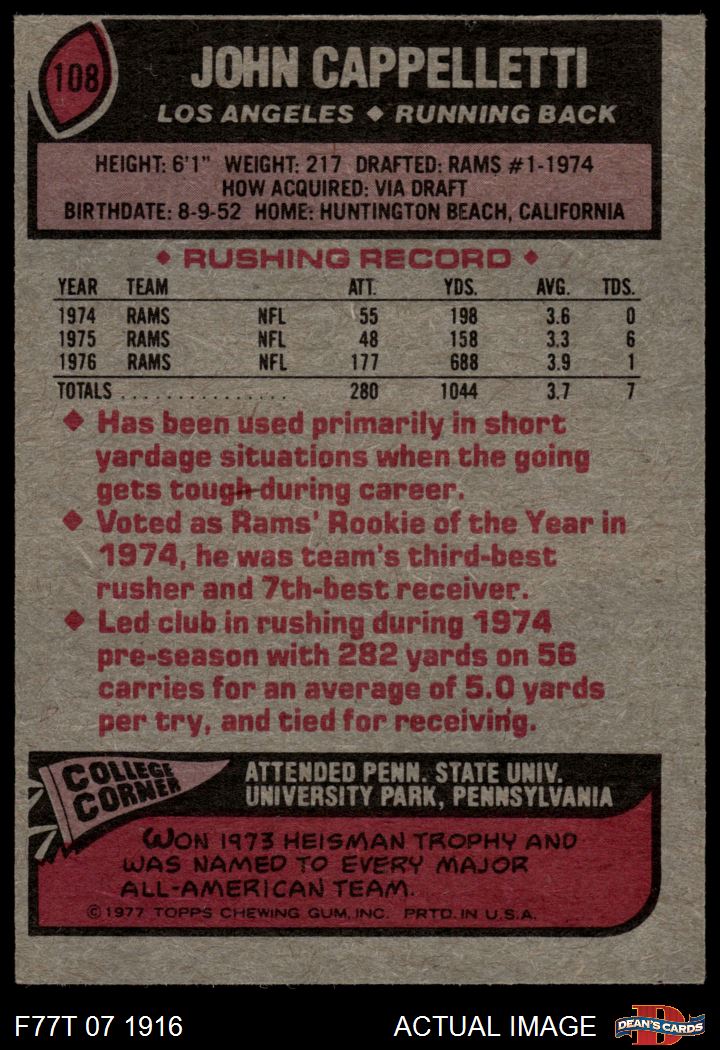 108
JOHN CAPPELLETTI
LOS ANGELES ◆ RUNNING BACK
HEIGHT: 6'1" WEIGHT: 217 DRAFTED: RAMS #1-1974
HOW ACQUIRED: VIA DRAFT
BIRTHDATE: 8-9-52 HOME: HUNTINGTON BEACH, CALIFORNIA
◆ RUSHING RECORD ◆
YEAR TEAM ATT. YDS. AVG. TDS.
1974 RAMS NFL 55 198 3.6 0
1975 RAMS NFL 48 158 3.3 6
1976 RAMS NFL 177 688 3.9 1
TOTALS . . . . . . . . . . . . . . . . 280 1044 3.7 7
◆ Has been used primarily in short
yardage situations when the going
gets tough during career.
◆ Voted as Rams' Rookie of the Year in
1974, he was team's third-best
rusher and 7th-best receiver.
◆ Led club in rushing during 1974
pre-season with 282 yards on 56
carries for an average of 5.0 yards
per try, and tied for receiving.
COLLEGE
CORNER
ATTENDED PENN. STATE UNIV.
UNIVERSITY PARK, PENNSYLVANIA
WON 1973 HEISMAN TROPHY AND
WAS NAMED TO EVERY MAJOR
ALL-AMERICAN TEAM.
© 1977 TOPPS CHEWING GUM, INC. PRTD. IN U.S.A.
F77T 07 1916 ACTUAL IMAGE
D
DEAN'S CARDS